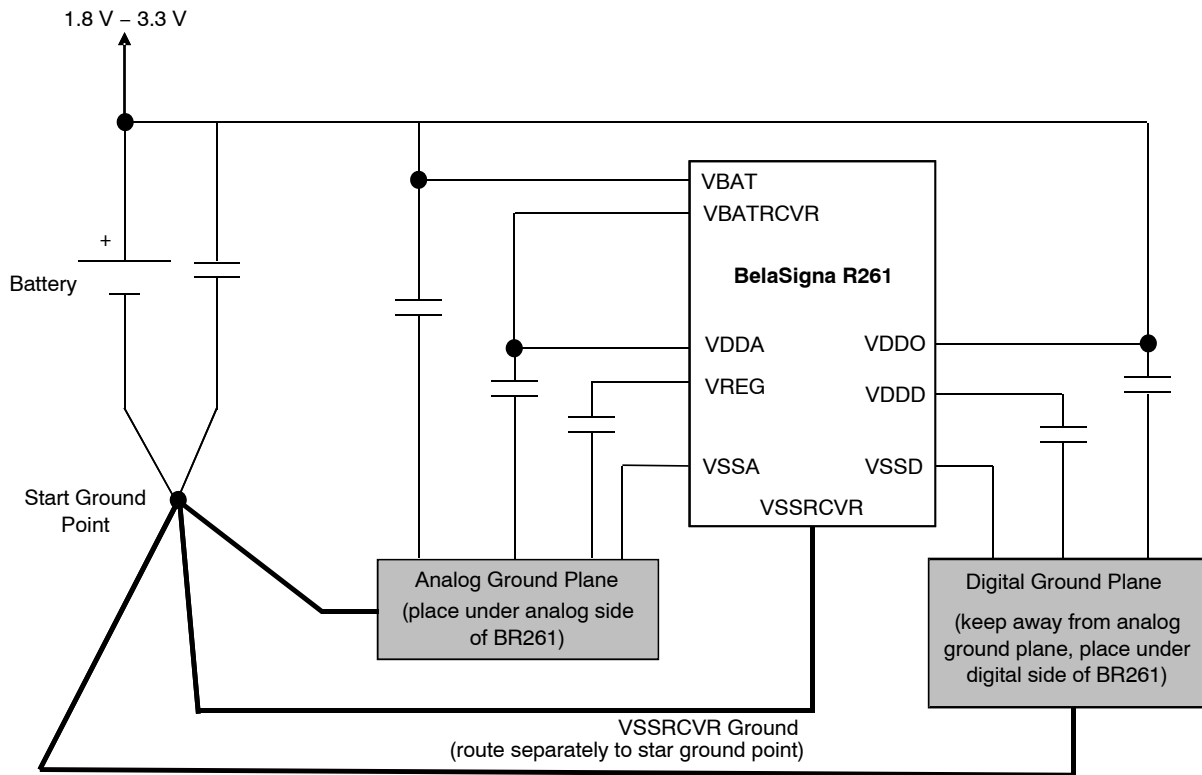 1.8 V – 3.3 V
+
Battery
VBAT
VBATRCVR
BelaSigna R261
VDDA
VDDO
VREG
VDDD
VSSA
VSSD
VSSRCVR
Start Ground
Point
Analog Ground Plane
(place under analog side
of BR261)
Digital Ground Plane
(keep away from analog
ground plane, place under
digital side of BR261)
VSSRCVR Ground
(route separately to star ground point)